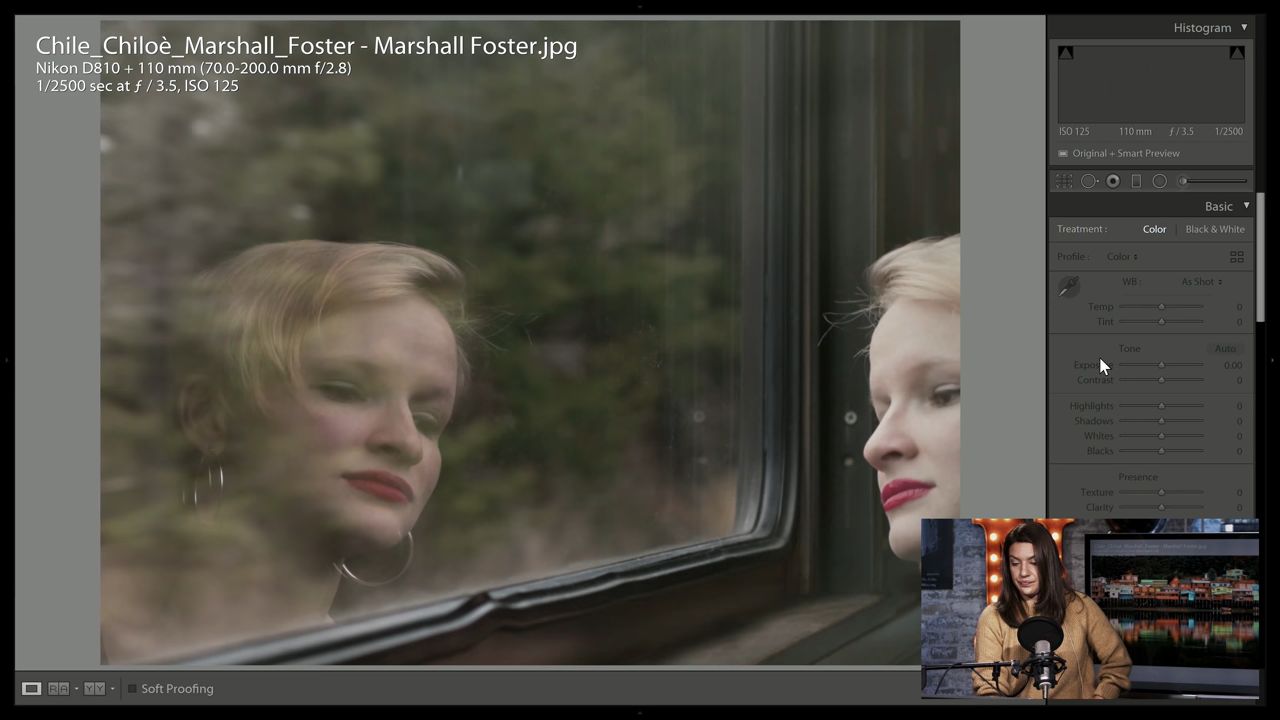 Chile_Chiloè_Marshall_Foster - Marshall Foster.jpg
Nikon D810 + 110 mm (70.0-200.0 mm f/2.8)
1/2500 sec at ƒ / 3.5, ISO 125
Histogram
ISO 125 110 mm ƒ / 3.5 1/2500
Original + Smart Preview
Basic
Treatment : Color Black & White
Profile : Color
WB : As Shot
Temp 0
Tint 0
Tone Auto
0.00
Contrast 0
Highlights 0
Shadows 0
Whites 0
Blacks 0
Presence
Texture 0
Clarity 0
Soft Proofing